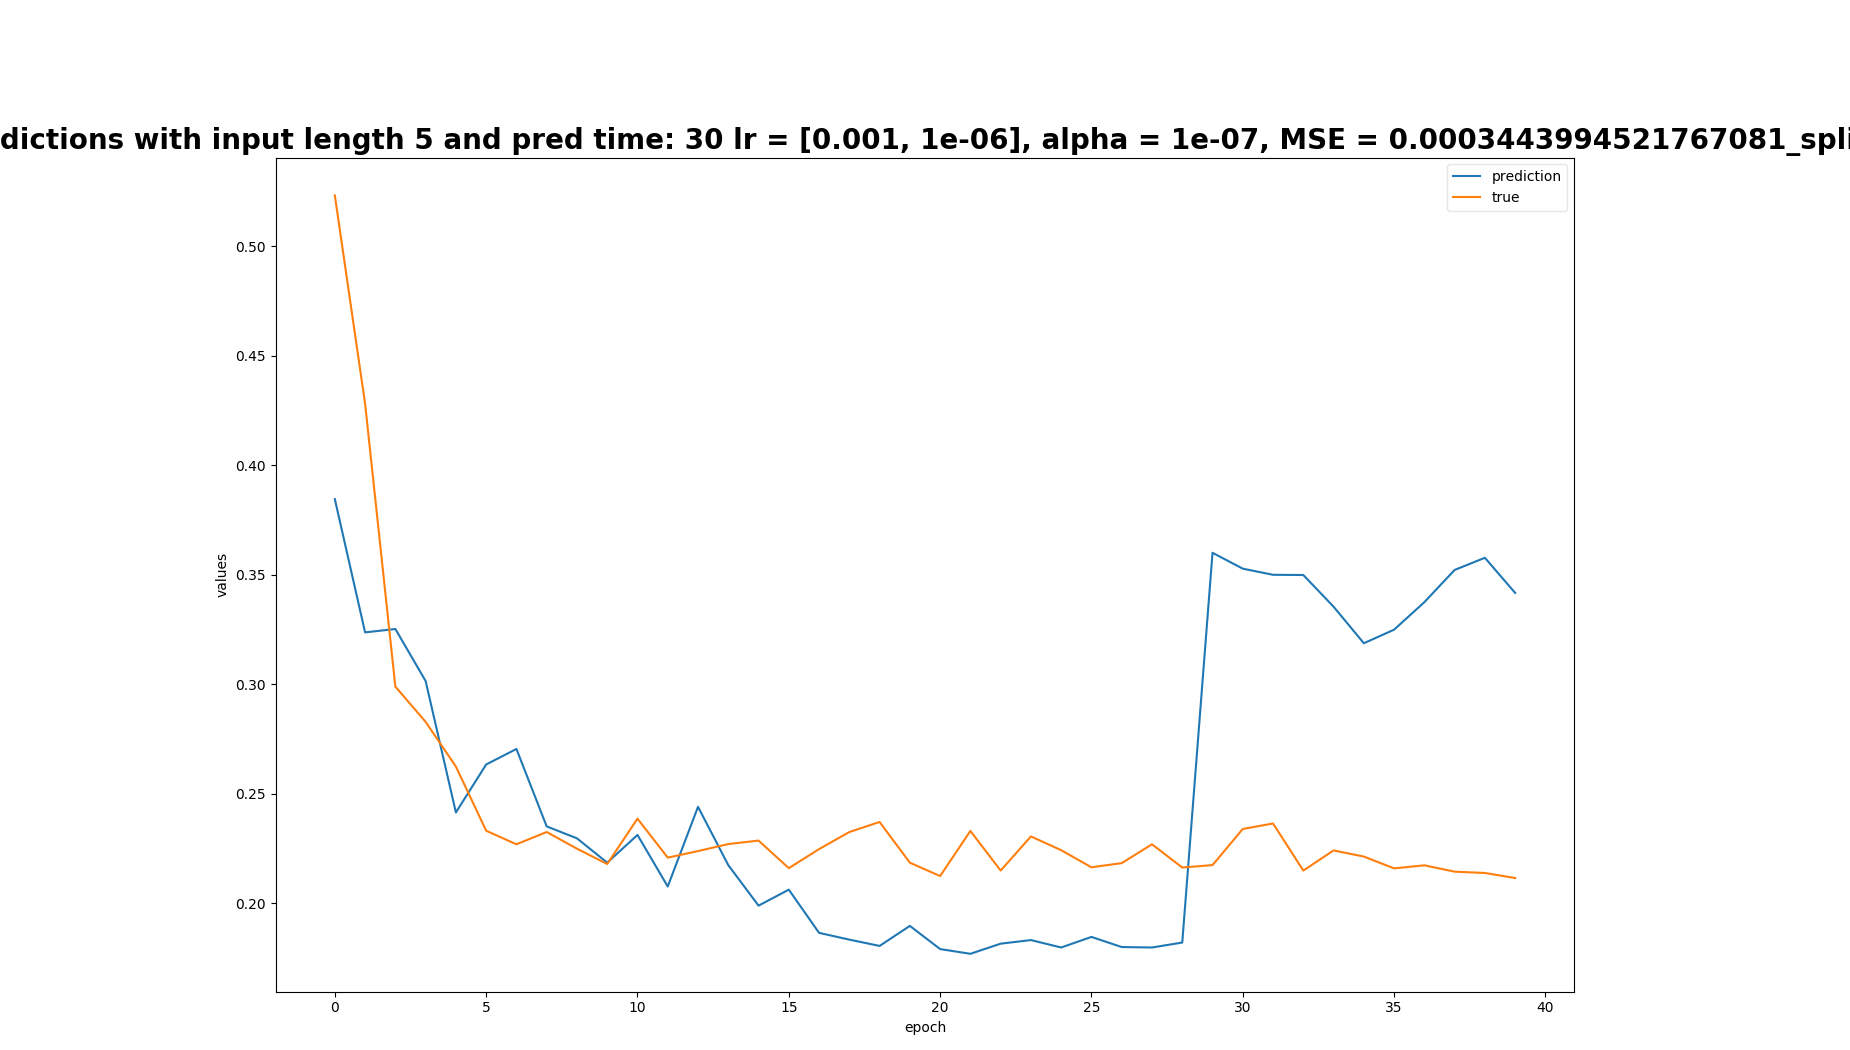 dictions with input length 5 and pred time: 30 lr = [0.001, 1e-06], alpha = 1e-07, MSE = 0.0003443994521767081_spli
prediction
true
0.50
0.45
0.40
0.35
0.30
0.25
0.20
values
0 5 10 15 20 25 30 35 40
epoch